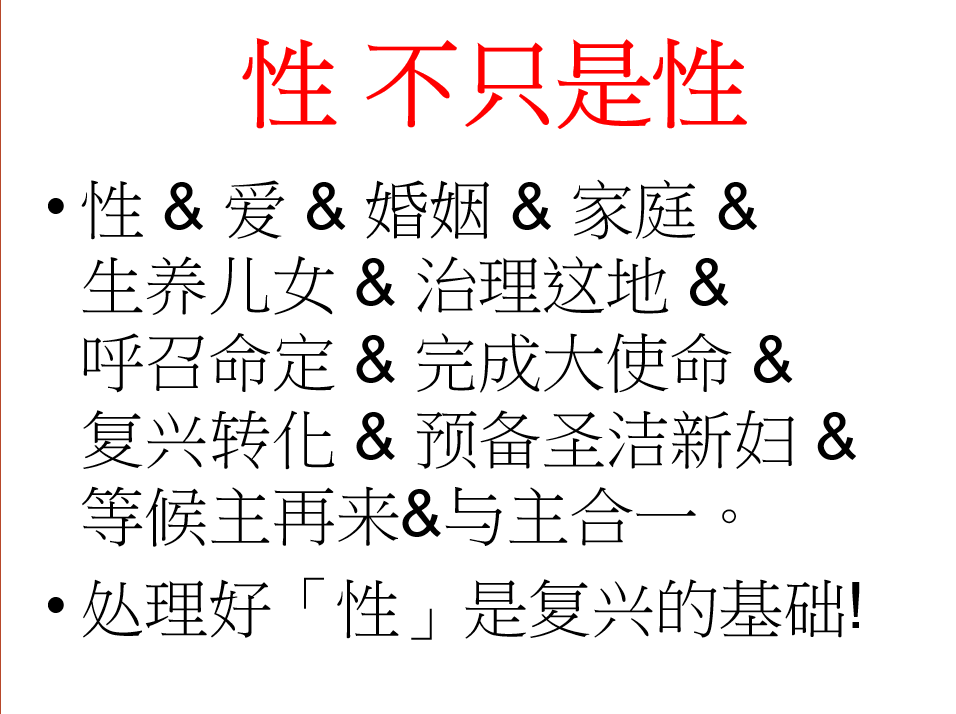 性 不只是性
• 性 & 爱 & 婚姻 & 家庭 &
生养儿女 & 治理这地 &
呼召命定 & 完成大使命 &
复兴转化 & 预备圣洁新妇 &
等候主再来&与主合一。
• 处理好「性」是复兴的基础!